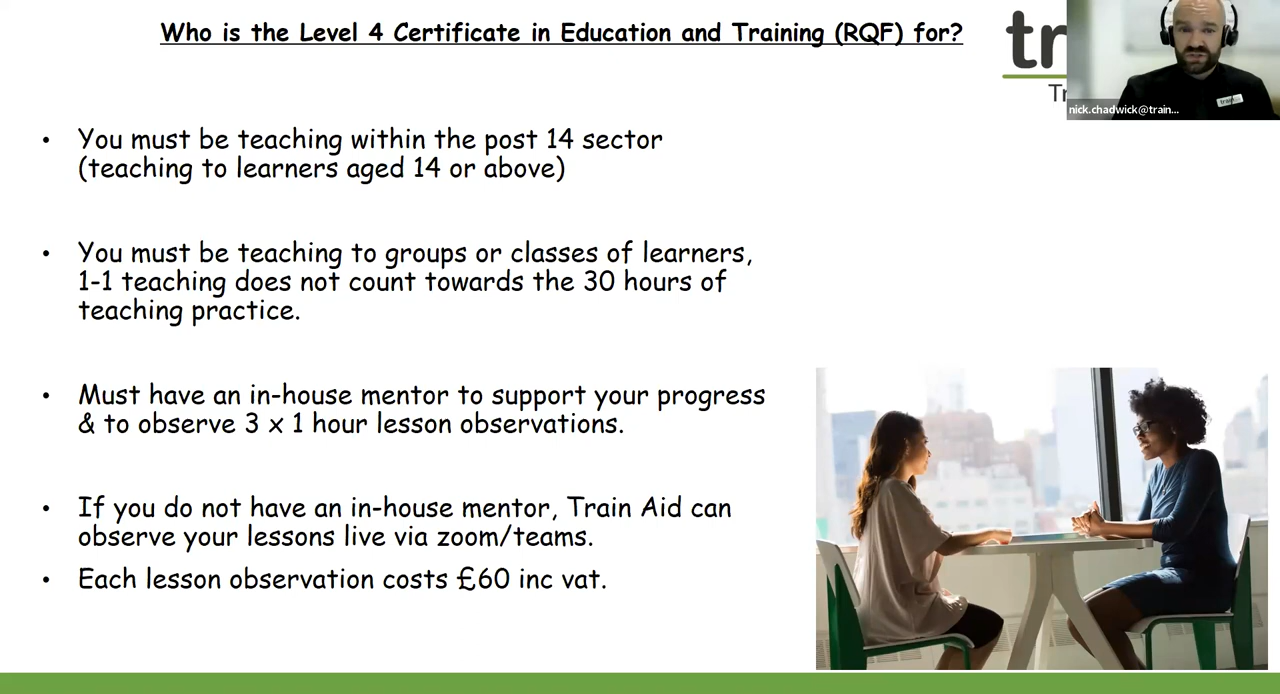 Who is the Level 4 Certificate in Education and Training (RQF) for?
nick.chadwick@train...
• You must be teaching within the post 14 sector
(teaching to learners aged 14 or above)
• You must be teaching to groups or classes of learners,
1-1 teaching does not count towards the 30 hours of
teaching practice.
• Must have an in-house mentor to support your progress
& to observe 3 x 1 hour lesson observations.
• If you do not have an in-house mentor, Train Aid can
observe your lessons live via zoom/teams.
• Each lesson observation costs £60 inc vat.